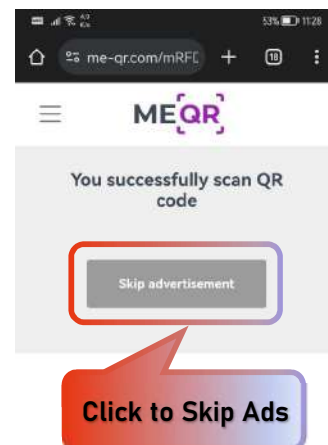 53% 11:28
me-qr.com/mRFD
18
MEQR
You successfully scan QR
code
Skip advertisement
Click to Skip Ads